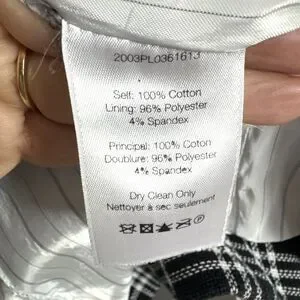 2003PL0361613
Self: 100% Cotton
Lining: 96% Polyester
4% Spandex
Principal: 100% Coton
Doublure: 96% Polyester
4% Spandex
Dry Clean Only
Nettoyer à sec seulement